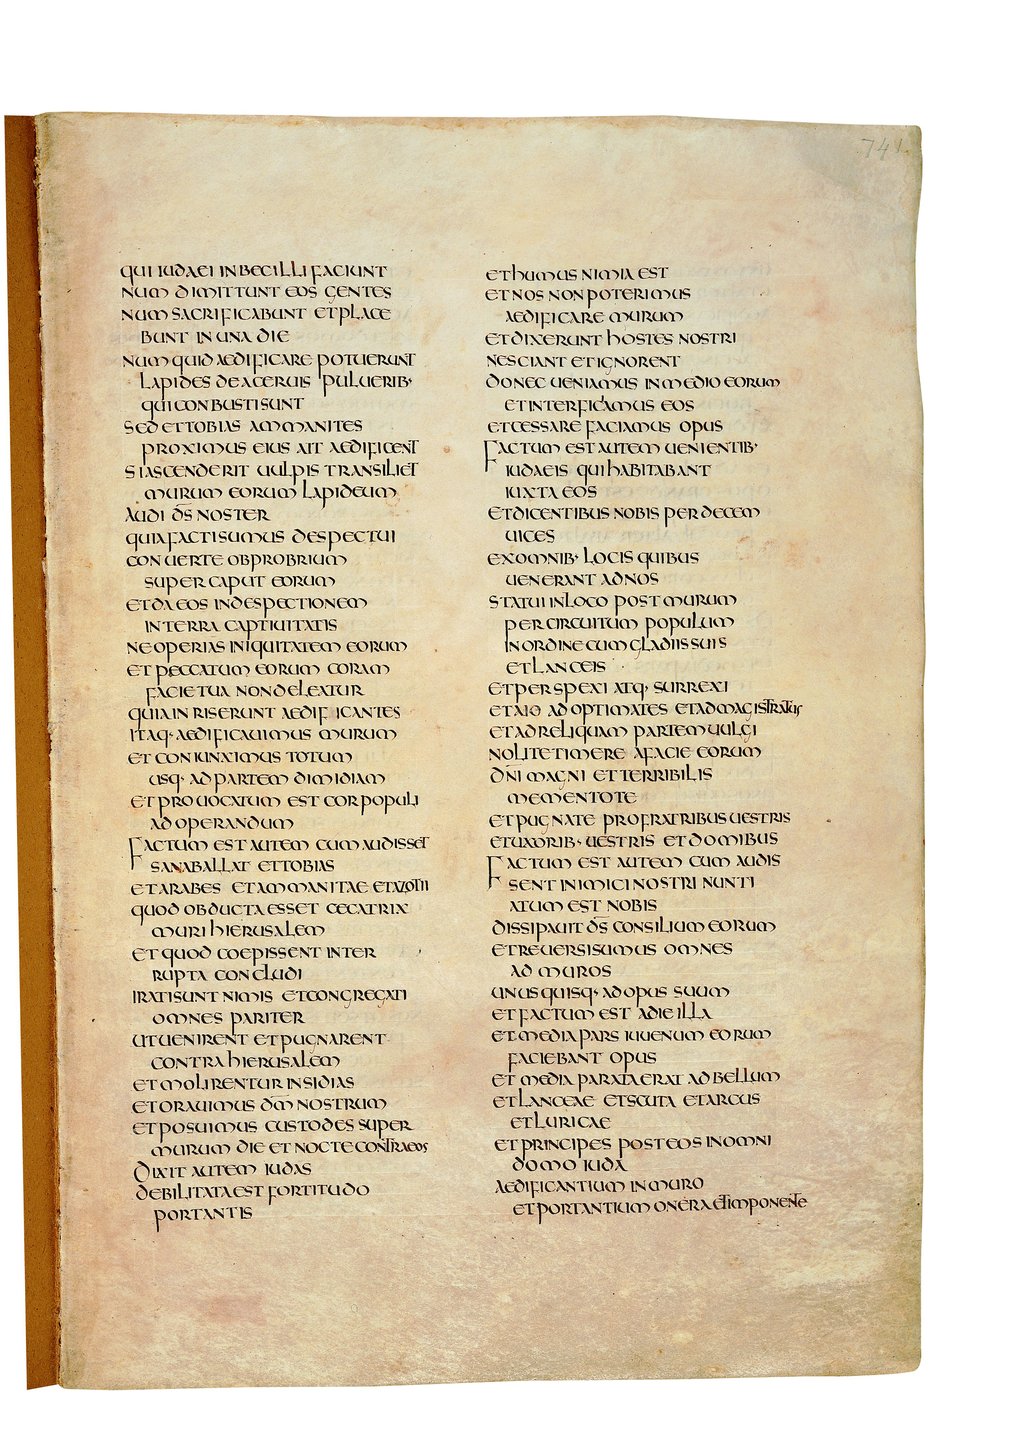 741
QUI IUDAEI INBECILLI FACIUNT
NUM DIMITTUNT EOS GENTES
NUM SACRIFICABUNT ET PLACE
BUNT IN UNA DIE
NUMQUID AEDIFICARE POTUERUNT
LAPIDES DE ACERUIS PULUERIB·
QUI CONBUSTI SUNT
SED ET TOBIAS AMMANITES
PROXIMUS EIUS AIT AEDIFICENT
SI ASCENDERIT UULPIS TRANSILIET
MURUM EORUM LAPIDEUM
AUDI D̄S NOSTER
QUIA FACTI SUMUS DESPECTUI
CONUERTE OBPROBRIUM
SUPER CAPUT EORUM
ET DA EOS IN DESPECTIONEM
IN TERRA CAPTIUITATIS
NE OPERIAS INIQUITATEM EORUM
ET PECCATUM EORUM CORAM
FACIE TUA NON DELEATUR
QUIA INRISERUNT AEDIFICANTES
ITAQ· AEDIFICAUIMUS MURUM
ET CONIUNXIMUS TOTUM
USQ· AD PARTEM DIMIDIAM
ET PROUOCATUM EST COR POPULI
AD OPERANDUM
FACTUM EST AUTEM CUM AUDISSET
SANABALLAT ET TOBIAS
ET ARABES ET AMMANITAE ET AZOTII
QUOD OBDUCTA ESSET CECATRIX
MURI HIERUSALEM
ET QUOD COEPISSENT INTER
RUPTA CONCLUDI
IRATI SUNT NIMIS ET CONGREGATI
OMNES PARITER
UT UENIRENT ET PUGNARENT
CONTRA HIERUSALEM
ET MOLIRENTUR INSIDIAS
ET ORAUIMUS D̄M NOSTRUM
ET POSUIMUS CUSTODES SUPER
MURUM DIE ET NOCTE CONTRA EOS
DIXIT AUTEM IUDAS
DEBILITATA EST FORTITUDO
PORTANTIS
ET HUMUS NIMIA EST
ET NOS NON POTERIMUS
AEDIFICARE MURUM
ET DIXERUNT HOSTES NOSTRI
NESCIANT ET IGNORENT
DONEC UENIAMUS IN MEDIO EORUM
ET INTERFICIAMUS EOS
ET CESSARE FACIAMUS OPUS
FACTUM EST AUTEM UENIENTIB·
IUDAEIS QUI HABITABANT
IUXTA EOS
ET DICENTIBUS NOBIS PER DECEM
UICES
EX OMNIB· LOCIS QUIBUS
UENERANT AD NOS
STATUI IN LOCO POST MURUM
PER CIRCUITUM POPULUM
IN ORDINE CUM GLADIIS SUIS
ET LANCEIS
ET PERSPEXI ATQ· SURREXI
ET AIO AD OPTIMATES ET AD MAGISTRATUS
ET AD RELIQUAM PARTEM UULGI
NOLITE TIMERE A FACIE EORUM
D̄NI MAGNI ET TERRIBILIS
MEMENTOTE
ET PUGNATE PRO FRATRIBUS UESTRIS
ET UXORIB· UESTRIS ET DOMIBUS
FACTUM EST AUTEM CUM AUDIS
SENT INIMICI NOSTRI NUNTI
ATUM EST NOBIS
DISSIPAUIT D̄S CONSILIUM EORUM
ET REUERSI SUMUS OMNES
AD MUROS
UNUSQUISQ· AD OPUS SUUM
ET FACTUM EST A DIE ILLA
ET MEDIA PARS IUUENUM EORUM
FACIEBANT OPUS
ET MEDIA PARATA ERAT AD BELLUM
ET LANCEAE ET SCUTA ET ARCUS
ET LURICAE
ET PRINCIPES POST EOS IN OMNI
DOMO IUDA
AEDIFICANTIUM IN MURO
ET PORTANTIUM ONERA ET IMPONENTE